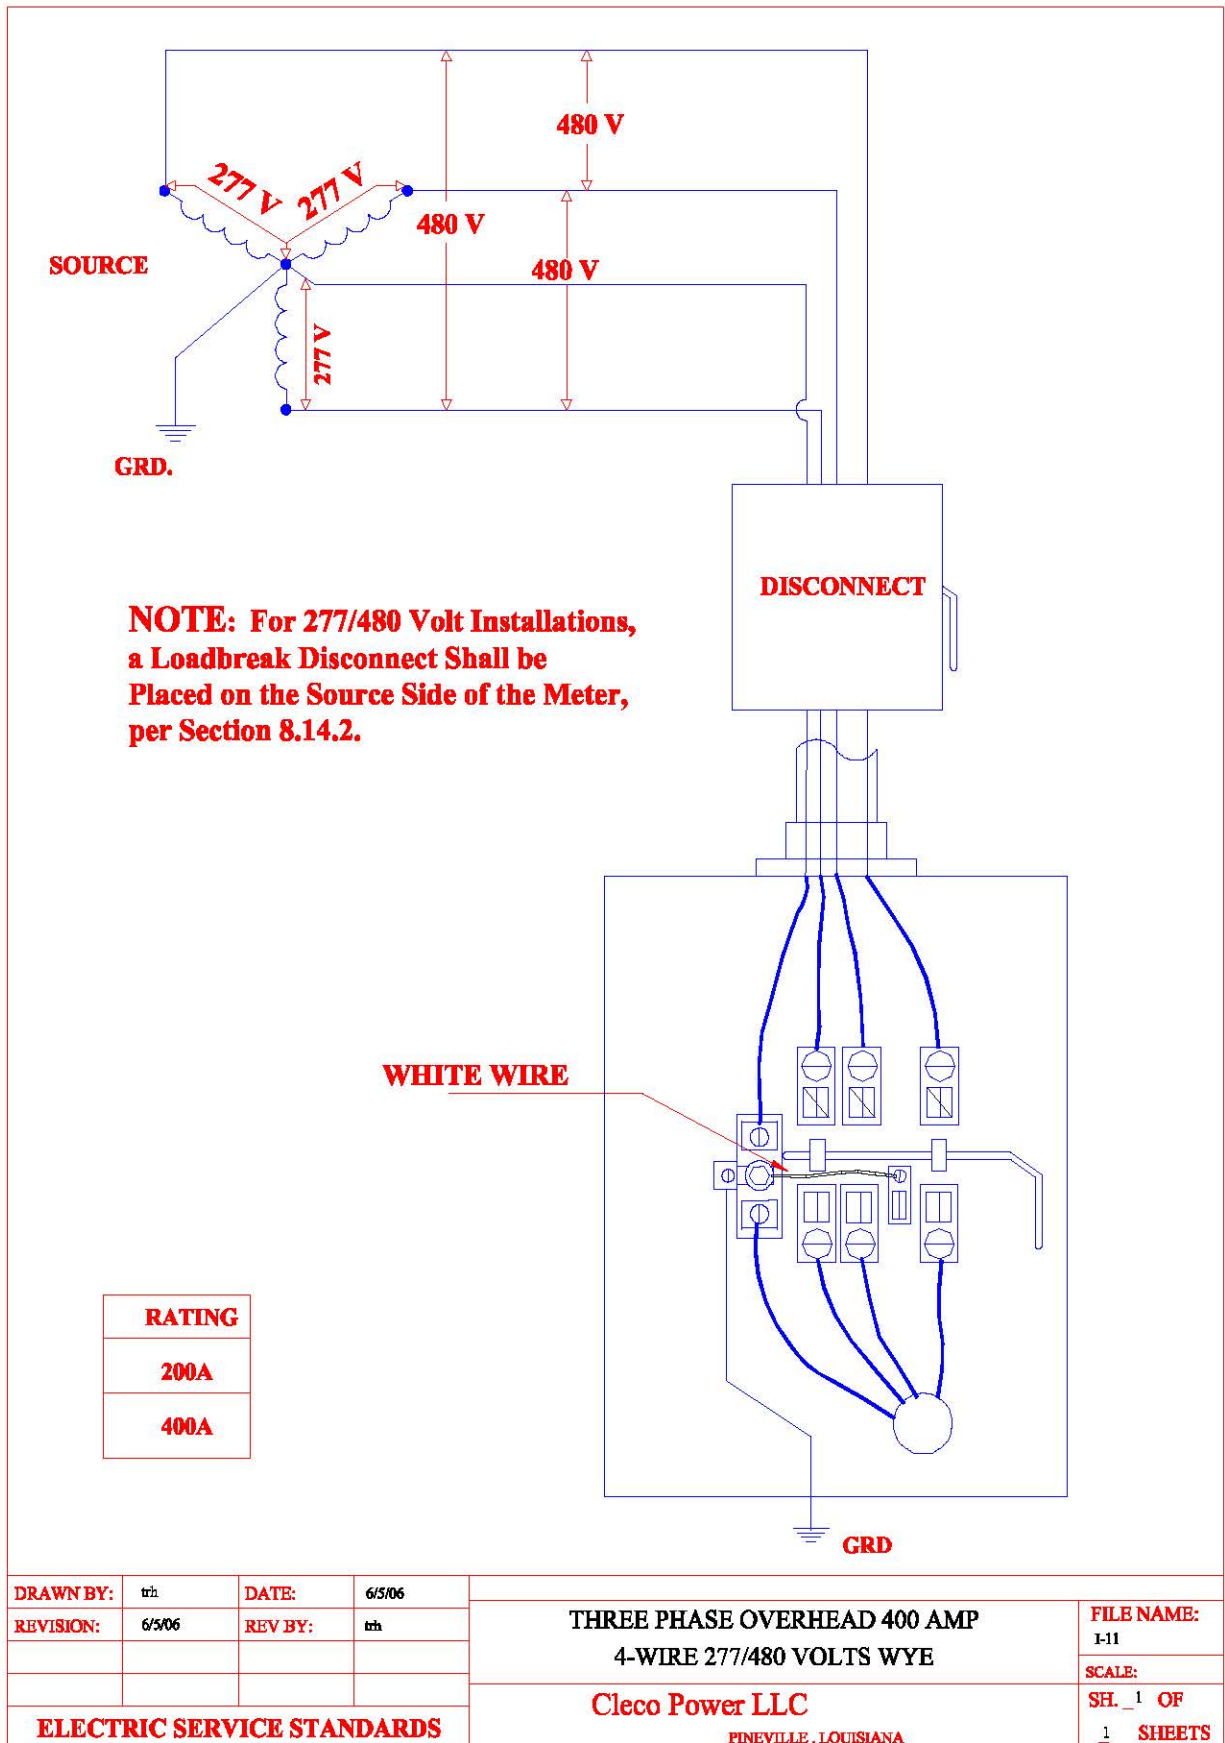 480 V
277 V
277 V
480 V
SOURCE
480 V
277 V
GRD.
DISCONNECT
NOTE: For 277/480 Volt Installations,
a Loadbreak Disconnect Shall be
Placed on the Source Side of the Meter,
per Section 8.14.2.
WHITE WIRE
RATING
200A
400A
GRD
DRAWN BY: trh DATE: 6/5/06
REVISION: 6/5/06 REV BY: trh
ELECTRIC SERVICE STANDARDS
THREE PHASE OVERHEAD 400 AMP
4-WIRE 277/480 VOLTS WYE
Cleco Power LLC
PINEVILLE, LOUISIANA
FILE NAME:
I-11
SCALE:
SH. 1 OF
1 SHEETS